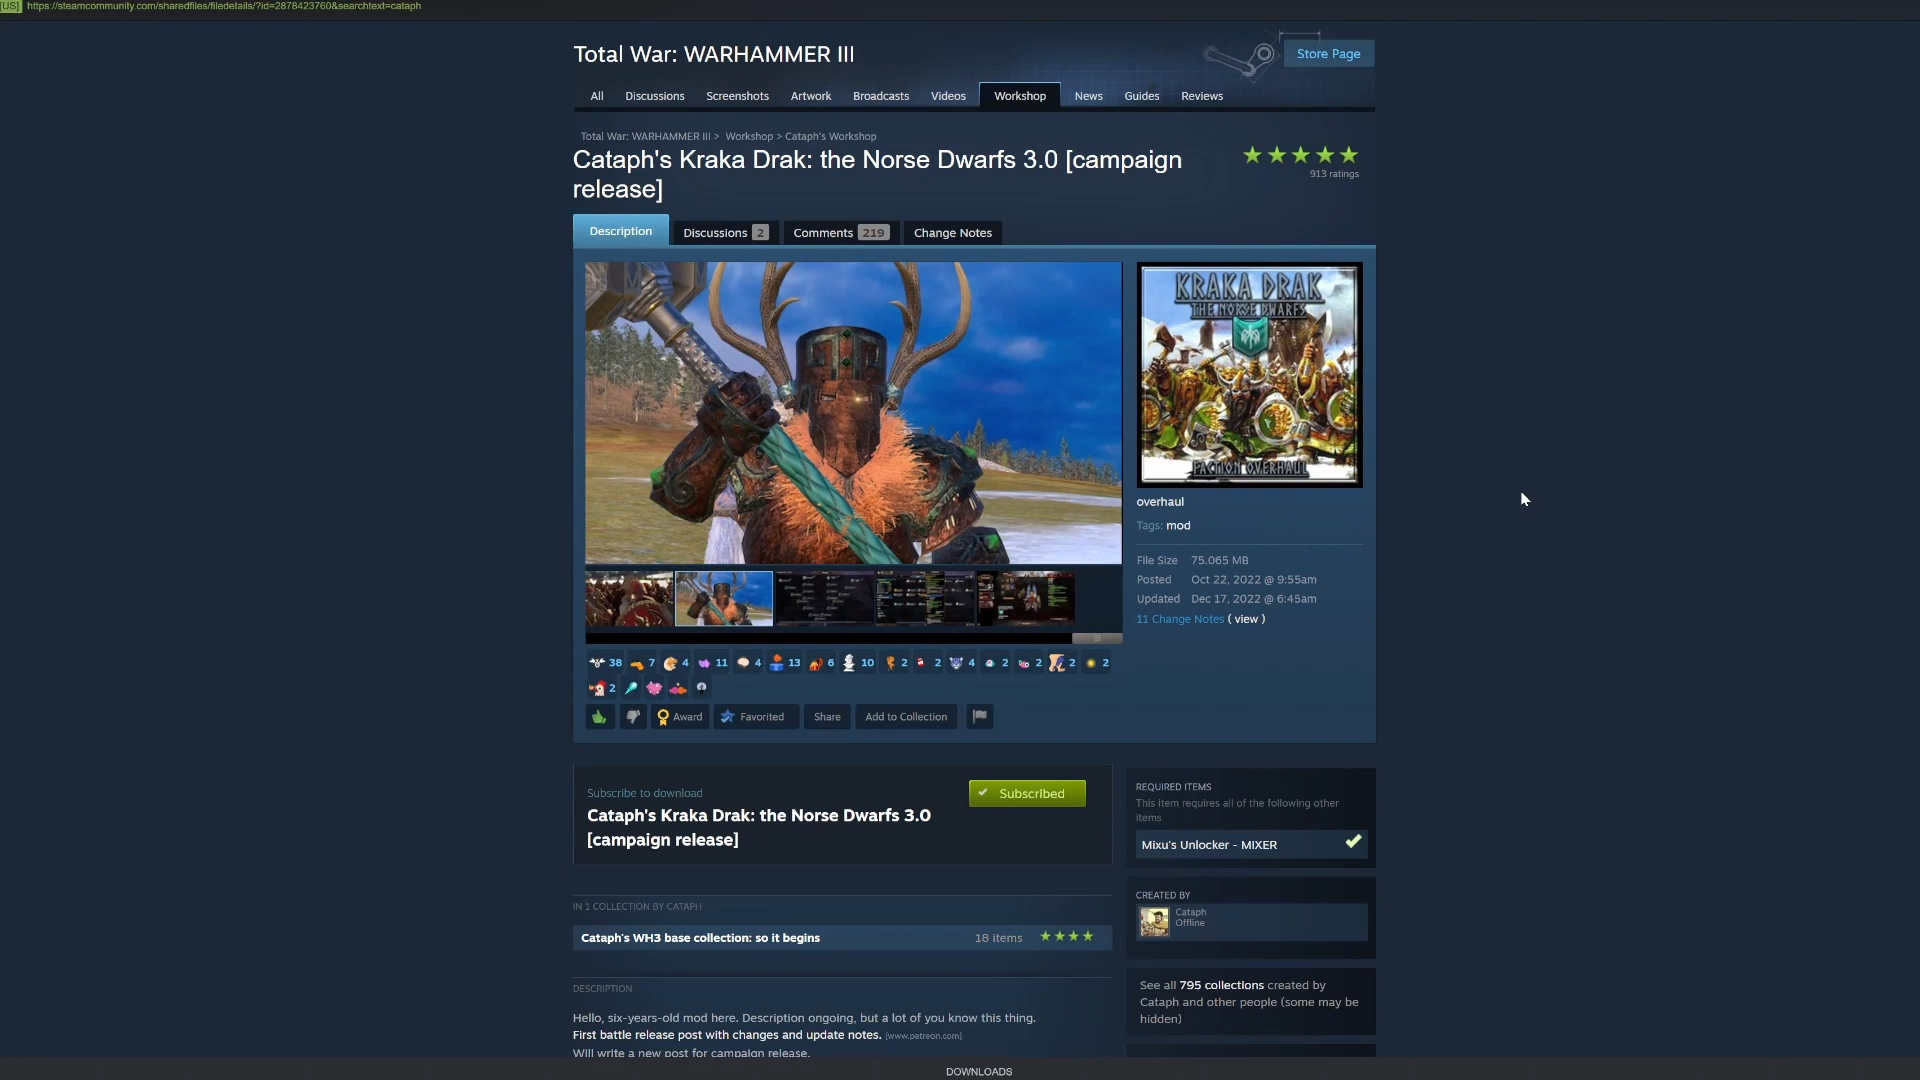 [US] https://steamcommunity.com/sharedfiles/filedetails/?id=2878423760&searchtext=cataph
Total War: WARHAMMER III
Store Page
All Discussions Screenshots Artwork Broadcasts Videos Workshop News Guides Reviews
Total War: WARHAMMER III > Workshop > Cataph's Workshop
Cataph's Kraka Drak: the Norse Dwarfs 3.0 [campaign
release]
913 ratings
Description Discussions 2 Comments 219 Change Notes
KRAKA DRAK
THE NORSE DWARFS
FACTION OVERHAUL
overhaul
Tags: mod
File Size 75.065 MB
Posted Oct 22, 2022 @ 9:55am
Updated Dec 17, 2022 @ 6:45am
11 Change Notes ( view )
38 7 4 11 4 13 6 10 2 2 4 2 2 2 2
2
Award Favorited Share Add to Collection
Subscribe to download
Cataph's Kraka Drak: the Norse Dwarfs 3.0
[campaign release]
Subscribed
REQUIRED ITEMS
This item requires all of the following other
items
Mixu's Unlocker - MIXER
CREATED BY
Cataph
Offline
IN 1 COLLECTION BY CATAPH
Cataph's WH3 base collection: so it begins 18 items
See all 795 collections created by
Cataph and other people (some may be
hidden)
DESCRIPTION
Hello, six-years-old mod here. Description ongoing, but a lot of you know this thing.
First battle release post with changes and update notes. [www.patreon.com]
Will write a new post for campaign release.
DOWNLOADS